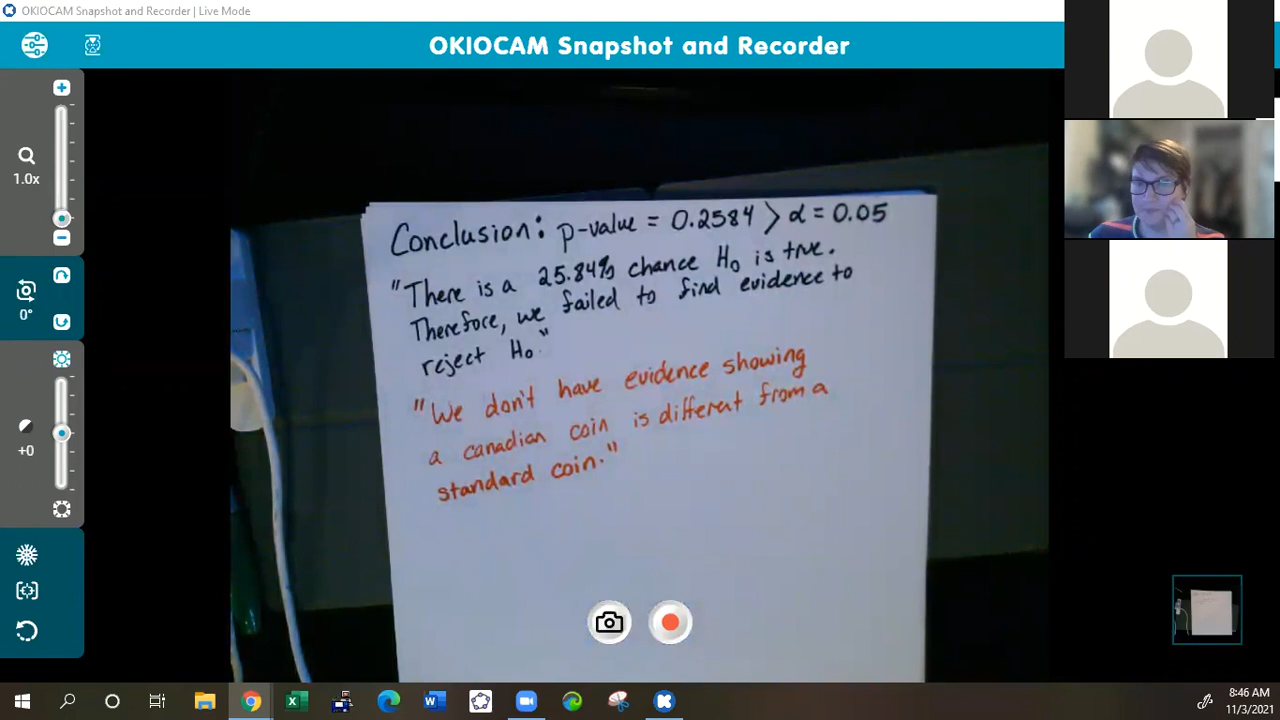 OKIOCAM Snapshot and Recorder | Live Mode
OKIOCAM Snapshot and Recorder
1.0x
0°
+0
Conclusion: p-value = 0.2584 > α = 0.05
"There is a 25.84% chance H₀ is true.
Therefore, we failed to find evidence to
reject H₀."
"We don't have evidence showing
a canadian coin is different from a
standard coin."
8:46 AM
11/3/2021